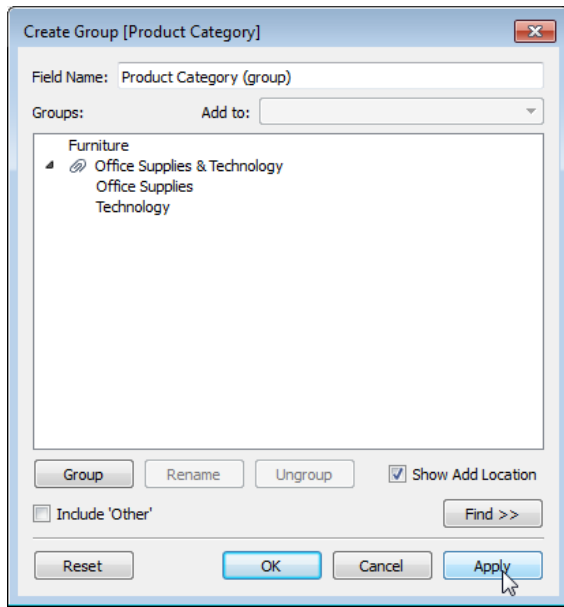 Create Group [Product Category]
Field Name: Product Category (group)
Groups: Add to:
Furniture
Office Supplies & Technology
Office Supplies
Technology
Group Rename Ungroup Show Add Location
Include 'Other' Find >>
Reset OK Cancel Apply